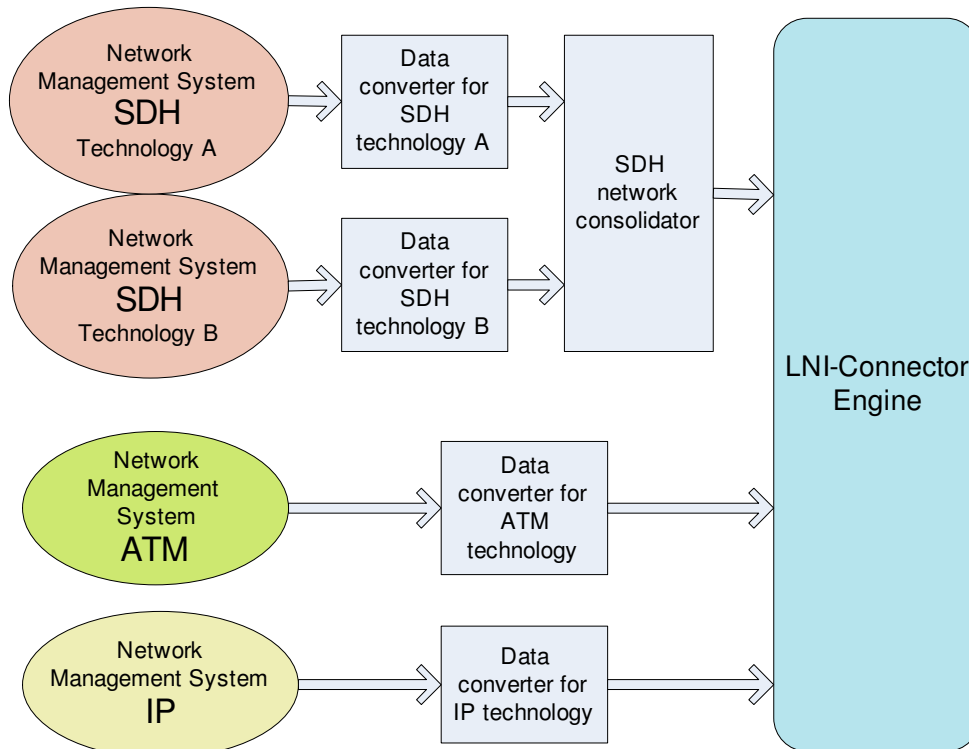 Network
Management System
SDH
Technology A
Data
converter for
SDH
technology A
SDH
network
consolidator
Network
Management System
SDH
Technology B
Data
converter for
SDH
technology B
LNI-Connector
Engine
Network
Management
System
ATM
Data
converter for
ATM
technology
Network
Management System
IP
Data
converter for
IP technology